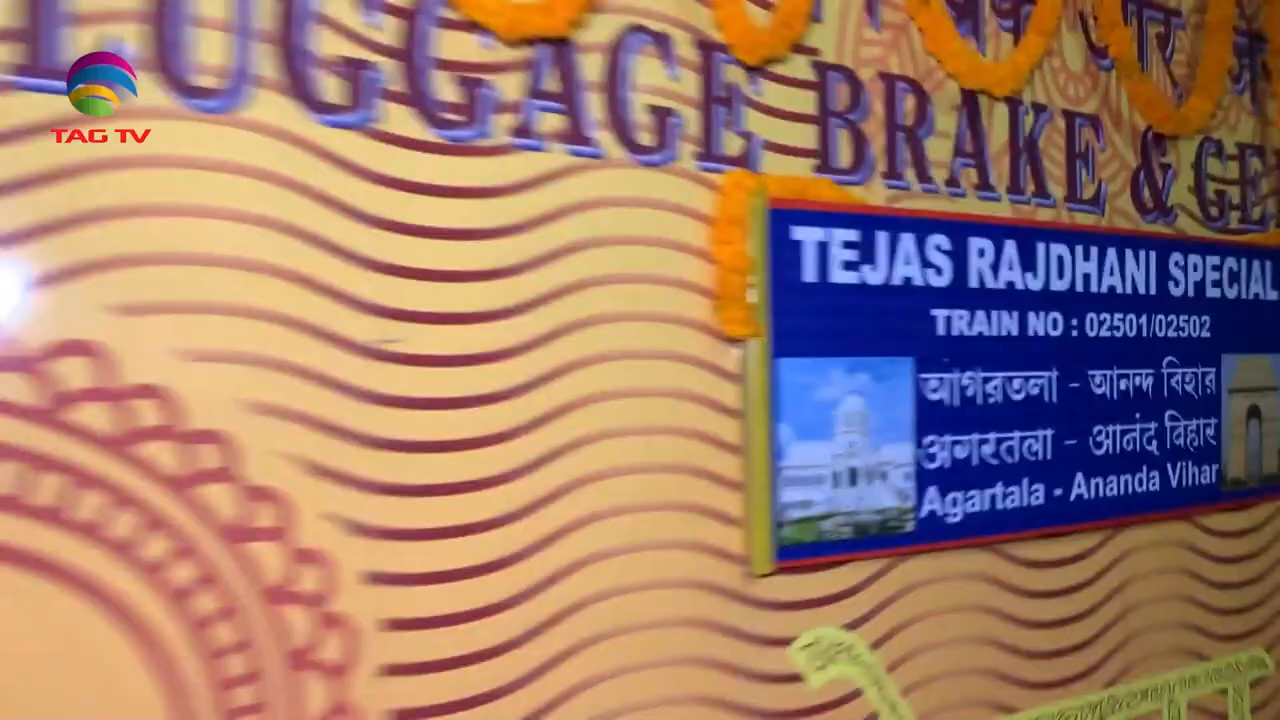 TAG TV
LUGGAGE BRAKE & GE
TEJAS RAJDHANI SPECIAL
TRAIN NO : 02501/02502
আগরতলা - আনন্দ বিহার
अगरतला - आनंद विहार
Agartala - Ananda Vihar